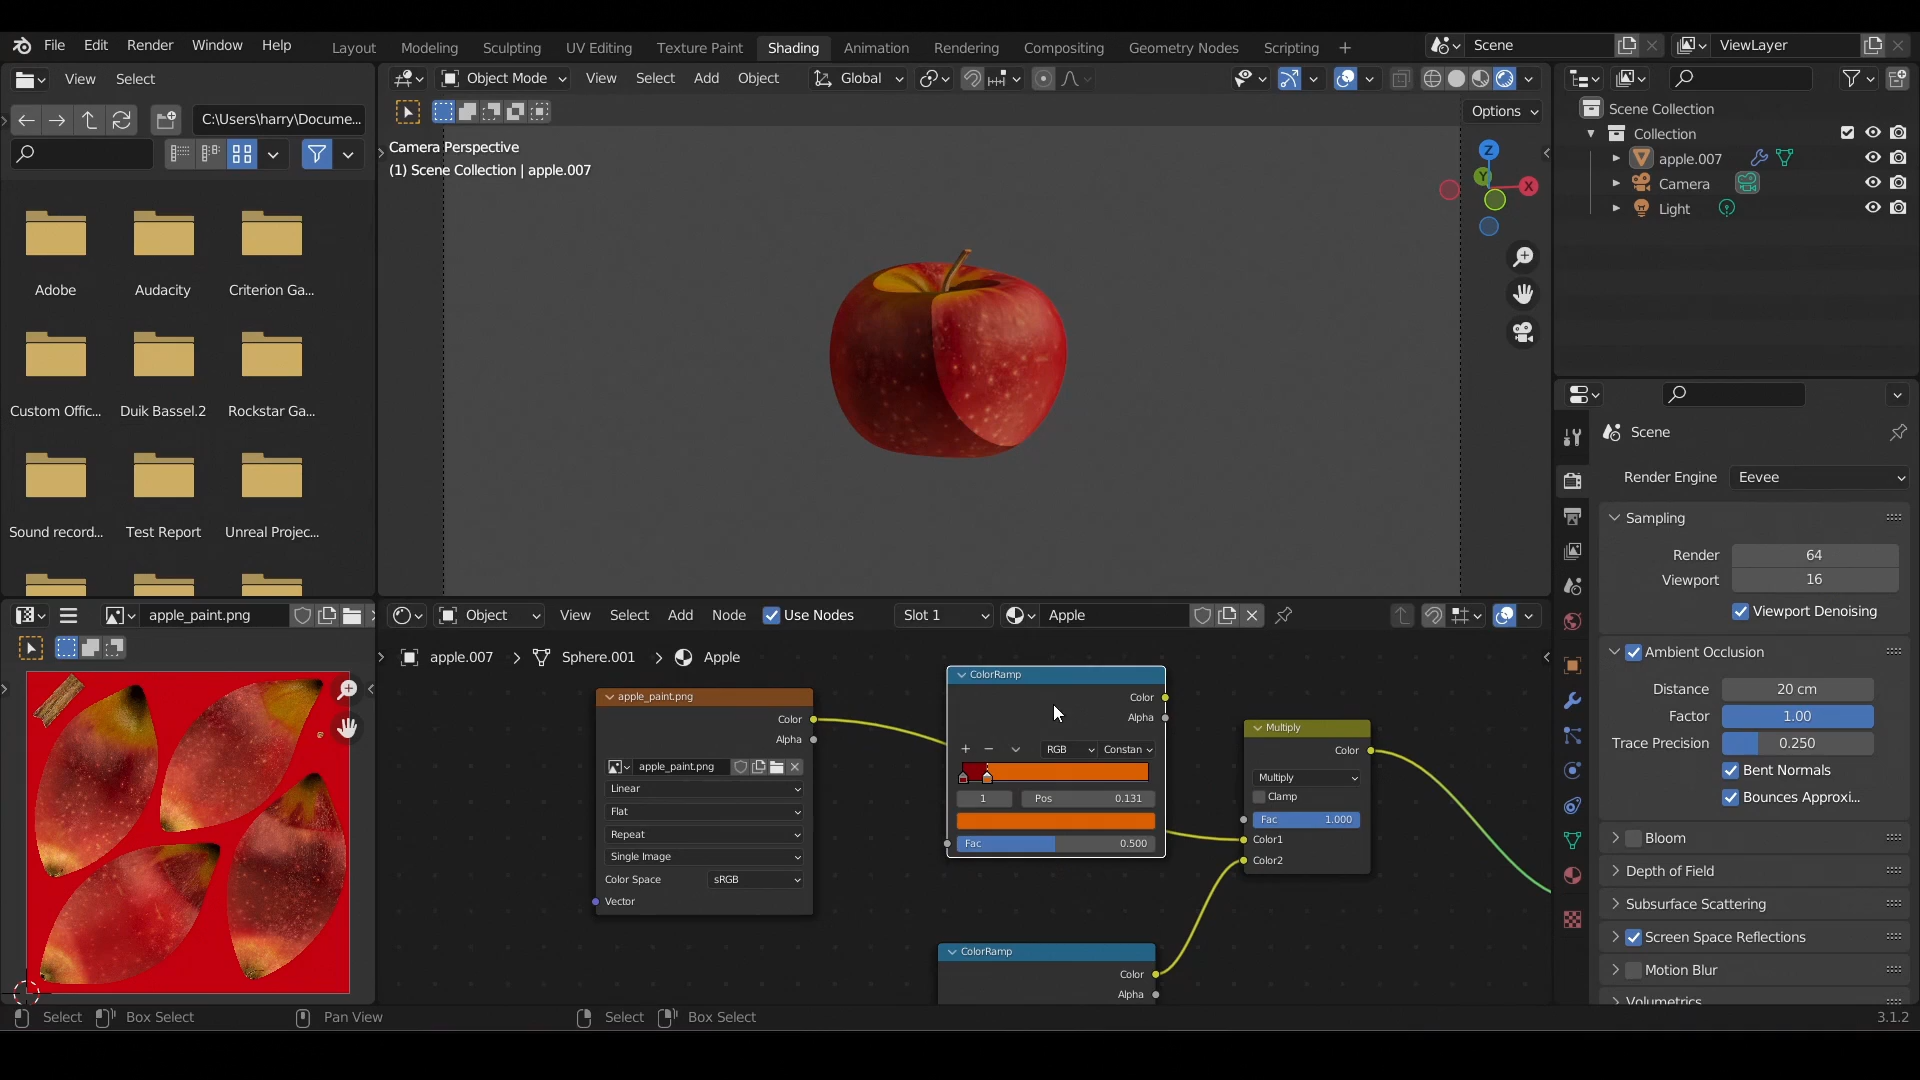 File Edit Render Window Help Layout Modeling Sculpting UV Editing Texture Paint Shading Animation Rendering Compositing Geometry Nodes Scripting + Scene ViewLayer
View Select Object Mode View Select Add Object Global
C:\Users\harry\Docume... Options
Camera Perspective
(1) Scene Collection | apple.007
Z
Y
X
Scene Collection
Collection
apple.007
Camera
Light
Adobe Audacity Criterion Ga...
Custom Offic... Duik Bassel.2 Rockstar Ga...
Sound record... Test Report Unreal Projec...
Scene
Render Engine Eevee
Sampling
Render 64
Viewport 16
Viewport Denoising
Ambient Occlusion
Distance 20 cm
Factor 1.00
Trace Precision 0.250
Bent Normals
Bounces Approxi...
Bloom
Depth of Field
Subsurface Scattering
Screen Space Reflections
Motion Blur
Volumetrics
apple_paint.png
Object View Select Add Node Use Nodes Slot 1 Apple
apple.007 > Sphere.001 > Apple
apple_paint.png
Color
Alpha
apple_paint.png
Linear
Flat
Repeat
Single Image
Color Space sRGB
Vector
ColorRamp
Color
Alpha
+ − RGB Constan
1 Pos 0.131
Fac 0.500
Multiply
Color
Multiply
Clamp
Fac 1.000
Color1
Color2
ColorRamp
Color
Alpha
Select Box Select Pan View Select Box Select 3.1.2